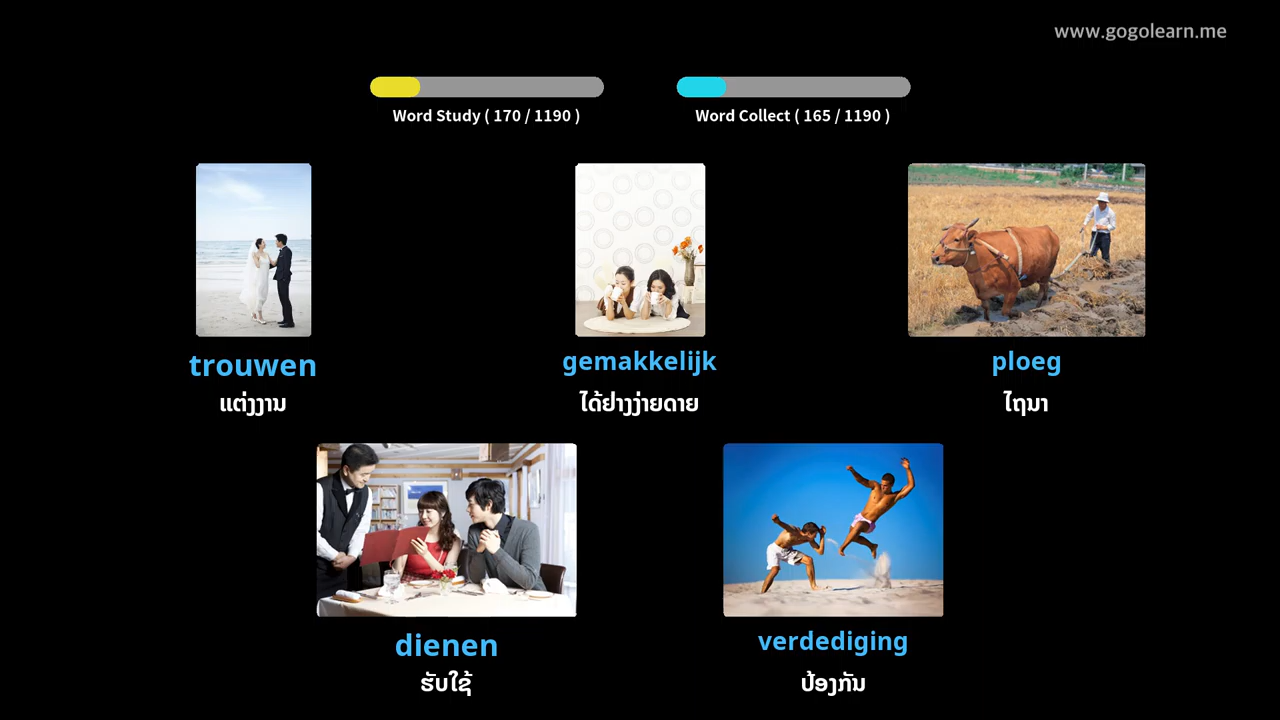 www.gogolearn.me
Word Study ( 170 / 1190 )
Word Collect ( 165 / 1190 )
trouwen
ແຕ່ງງານ
gemakkelijk
ໄດ້ຢ່າງງ່າຍດາຍ
ploeg
ໄຖນາ
dienen
ຮັບໃຊ້
verdediging
ປ້ອງກັນ